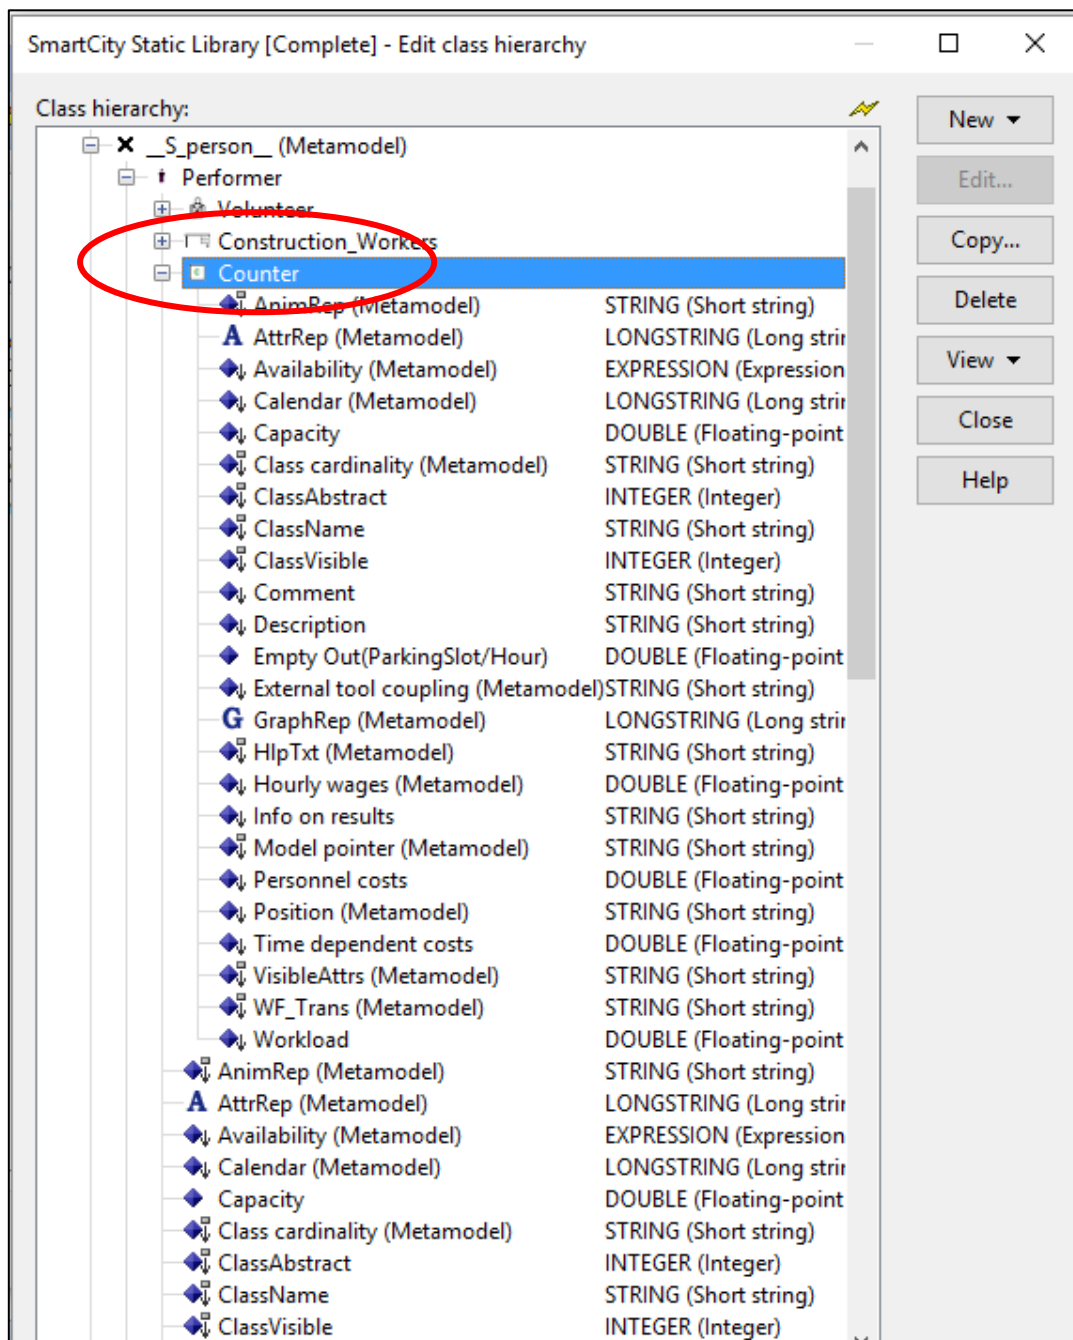 SmartCity Static Library [Complete] - Edit class hierarchy
Class hierarchy:
New
__S_person__ (Metamodel)
Performer
Edit...
Volunteer
Construction_Workers
Copy...
Counter
AnimRep (Metamodel) STRING (Short string)
Delete
AttrRep (Metamodel) LONGSTRING (Long strin
Availability (Metamodel) EXPRESSION (Expression
View
Calendar (Metamodel) LONGSTRING (Long strin
Capacity DOUBLE (Floating-point
Close
Class cardinality (Metamodel) STRING (Short string)
Help
ClassAbstract INTEGER (Integer)
ClassName STRING (Short string)
ClassVisible INTEGER (Integer)
Comment STRING (Short string)
Description STRING (Short string)
Empty Out(ParkingSlot/Hour) DOUBLE (Floating-point
External tool coupling (Metamodel)STRING (Short string)
GraphRep (Metamodel) LONGSTRING (Long strin
HlpTxt (Metamodel) STRING (Short string)
Hourly wages (Metamodel) DOUBLE (Floating-point
Info on results STRING (Short string)
Model pointer (Metamodel) STRING (Short string)
Personnel costs DOUBLE (Floating-point
Position (Metamodel) STRING (Short string)
Time dependent costs DOUBLE (Floating-point
VisibleAttrs (Metamodel) STRING (Short string)
WF_Trans (Metamodel) STRING (Short string)
Workload DOUBLE (Floating-point
AnimRep (Metamodel) STRING (Short string)
AttrRep (Metamodel) LONGSTRING (Long strin
Availability (Metamodel) EXPRESSION (Expression
Calendar (Metamodel) LONGSTRING (Long strin
Capacity DOUBLE (Floating-point
Class cardinality (Metamodel) STRING (Short string)
ClassAbstract INTEGER (Integer)
ClassName STRING (Short string)
ClassVisible INTEGER (Integer)